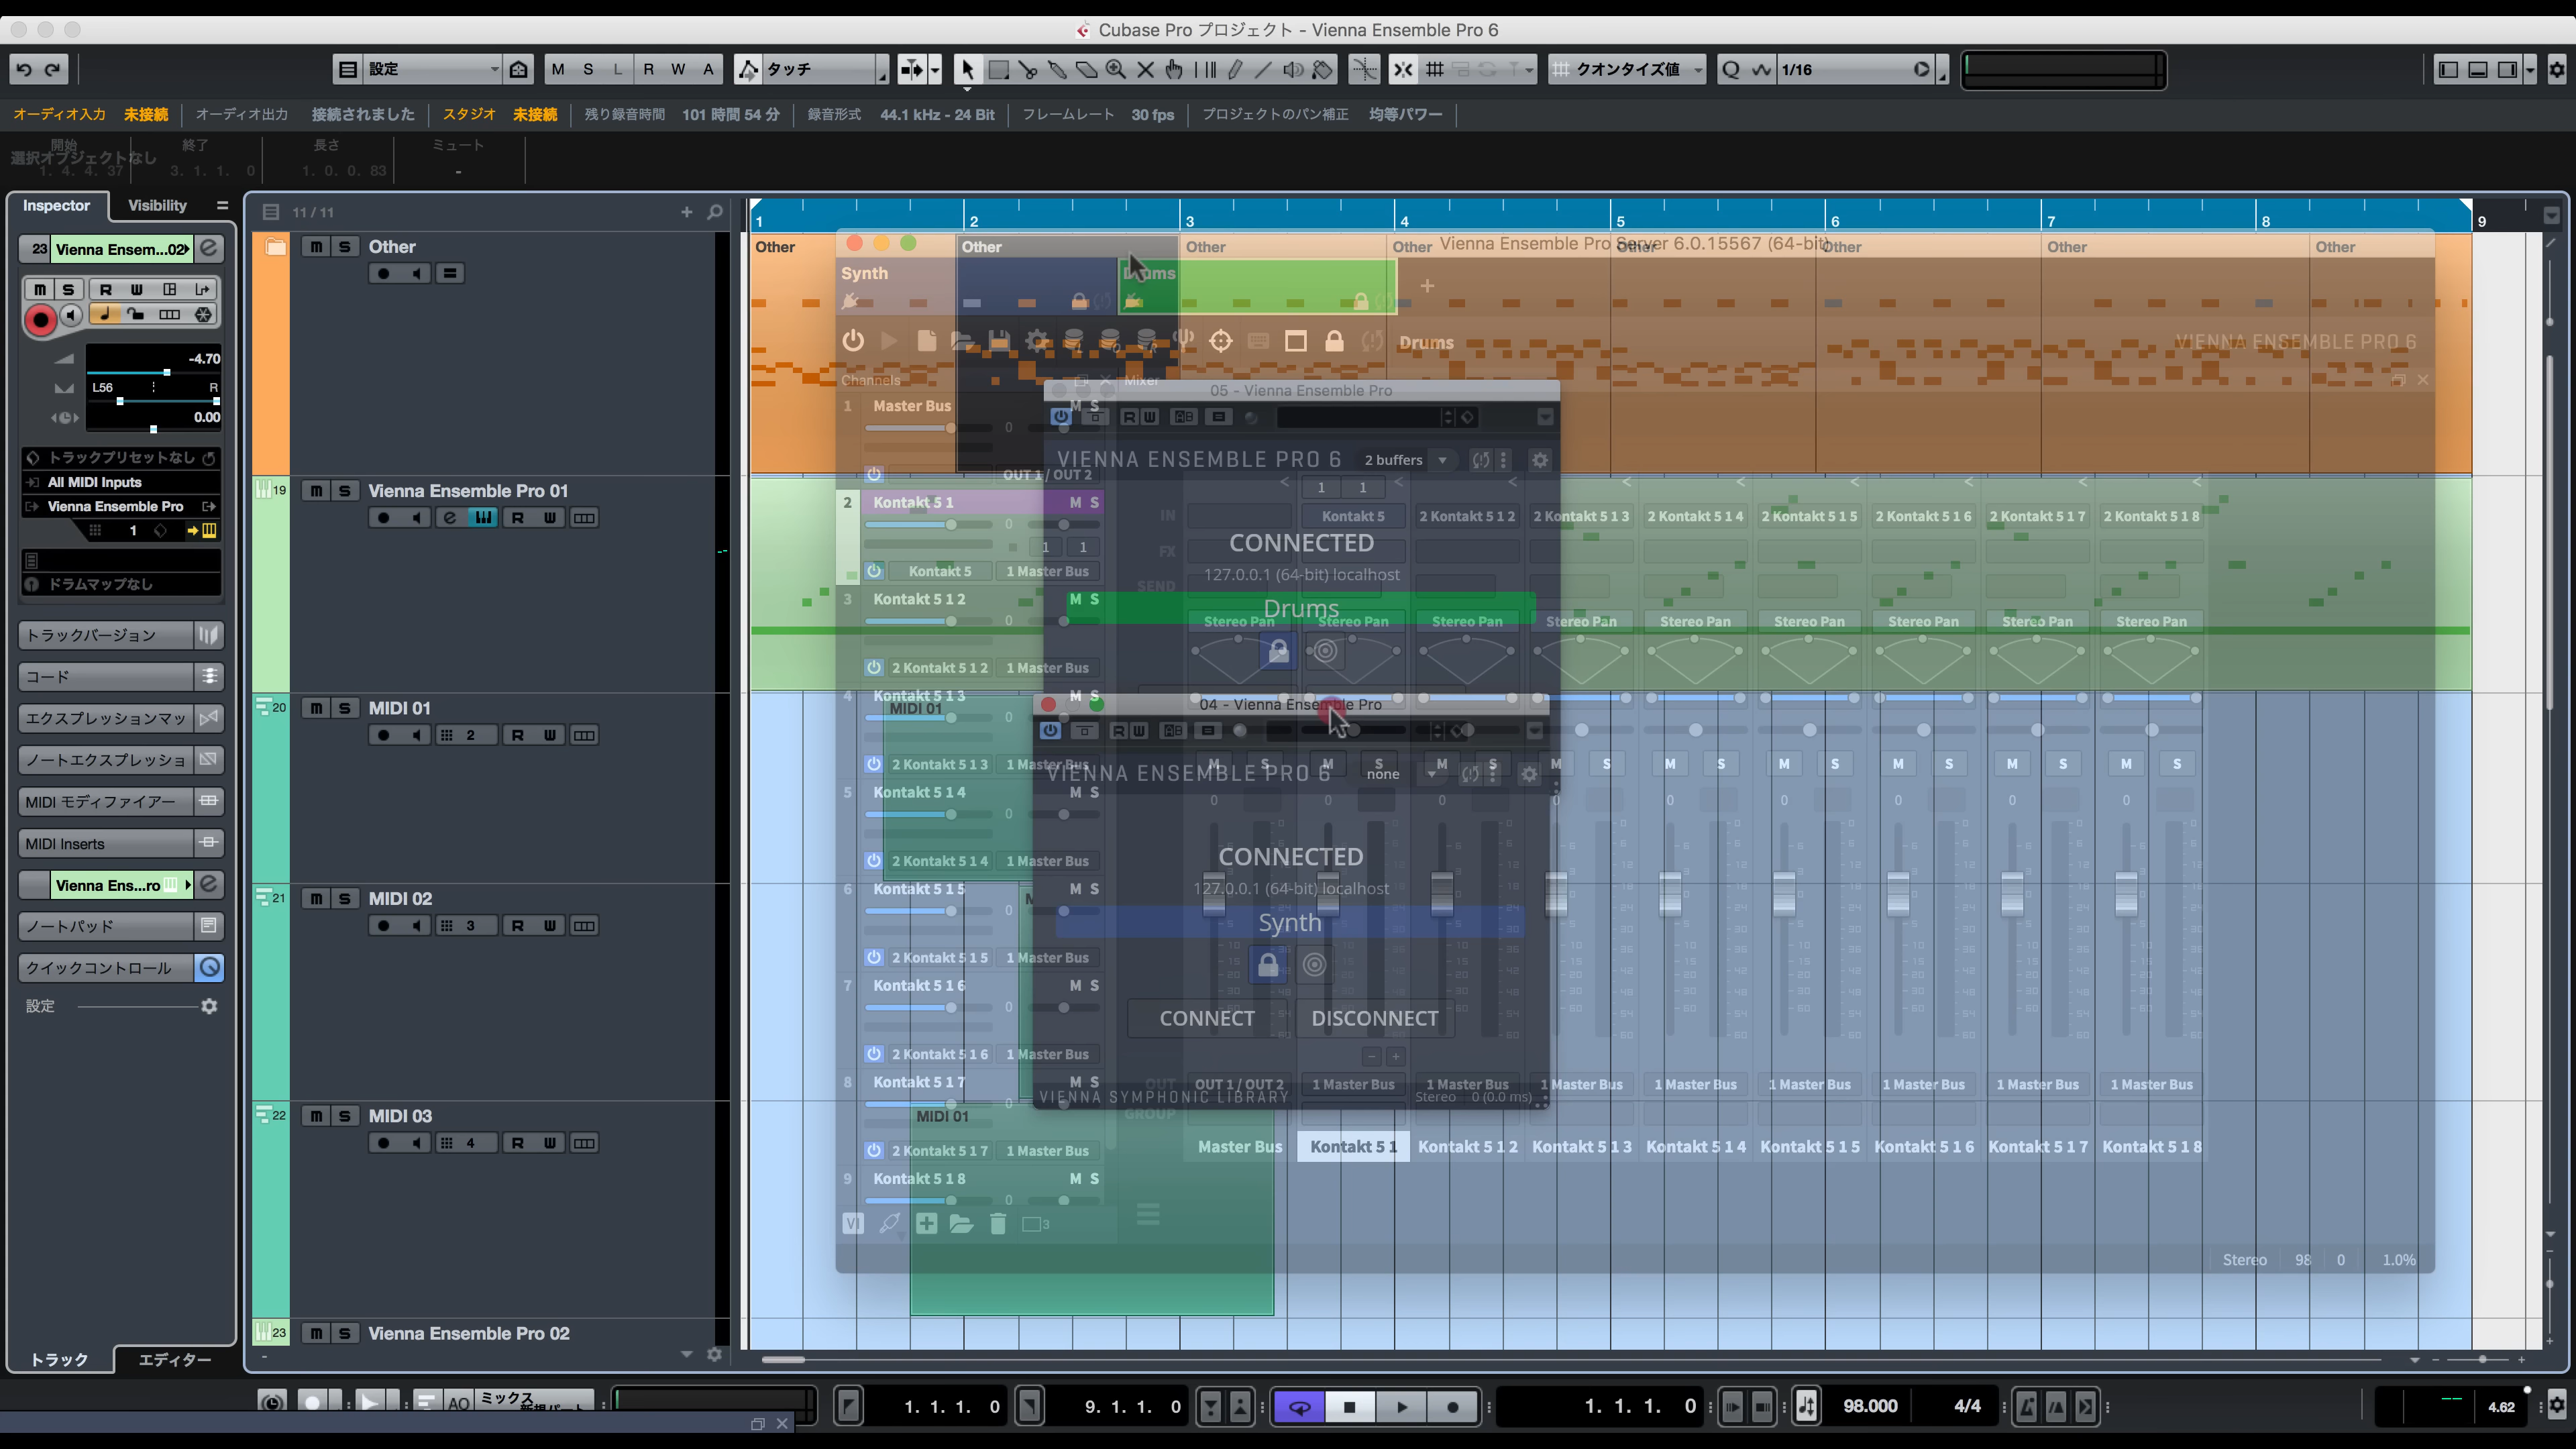 Cubase Pro プロジェクト - Vienna Ensemble Pro 6
設定
M S L R W A
タッチ
クオンタイズ値
1/16
オーディオ入力 未接続 オーディオ出力 接続されました スタジオ 未接続 残り録音時間 101 時間 54 分 録音形式 44.1 kHz - 24 Bit フレームレート 30 fps プロジェクトのパン補正 均等パワー
開始 終了 長さ ミュート
選択オブジェクトなし
1. 4. 4. 37 3. 1. 1. 0 1. 0. 0. 83 -
Inspector Visibility
11 / 11
1 2 3 4 5 6 7 8 9
23 Vienna Ensem...02
M S R W
-4.70
L56 R
0.00
トラックプリセットなし
All MIDI Inputs
Vienna Ensemble Pro
1
ドラムマップなし
トラックバージョン
コード
エクスプレッションマッ
ノートエクスプレッショ
MIDI モディファイアー
MIDI Inserts
Vienna Ens...ro
ノートパッド
クイックコントロール
設定
トラック エディター
m S Other
19 m S Vienna Ensemble Pro 01
R W
20 m S MIDI 01
2 R W
21 m S MIDI 02
3 R W
22 m S MIDI 03
4 R W
23 m S Vienna Ensemble Pro 02
Other Other Other Other Other Other Other Other
Vienna Ensemble Pro Server 6.0.15567 (64-bit)
Synth Drums
Drums
VIENNA ENSEMBLE PRO 6
Channels Mixer
1 Master Bus M S
0
OUT 1 / OUT 2
2 Kontakt 5 1 M S
0
1 1
Kontakt 5 1 Master Bus
3 Kontakt 5 1 2 M S
0
2 Kontakt 5 1 2 1 Master Bus
4 Kontakt 5 1 3 M S
MIDI 01
0
2 Kontakt 5 1 3 1 Master Bus
5 Kontakt 5 1 4 M S
0
2 Kontakt 5 1 4 1 Master Bus
6 Kontakt 5 1 5 M S
0
2 Kontakt 5 1 5 1 Master Bus
7 Kontakt 5 1 6 M S
0
2 Kontakt 5 1 6 1 Master Bus
8 Kontakt 5 1 7 M S
0
MIDI 01
2 Kontakt 5 1 7 1 Master Bus
9 Kontakt 5 1 8 M S
0
VI
3
05 - Vienna Ensemble Pro
R W
VIENNA ENSEMBLE PRO 6 2 buffers
1 1
IN Kontakt 5 2 Kontakt 5 1 2 2 Kontakt 5 1 3 2 Kontakt 5 1 4 2 Kontakt 5 1 5 2 Kontakt 5 1 6 2 Kontakt 5 1 7 2 Kontakt 5 1 8
CONNECTED
FX
127.0.0.1 (64-bit) localhost
SEND
Drums
Stereo Pan Stereo Pan Stereo Pan Stereo Pan Stereo Pan Stereo Pan Stereo Pan Stereo Pan Stereo Pan
04 - Vienna Ensemble Pro
R W
M S M S M S M S M S M S M S M S M S
VIENNA ENSEMBLE PRO 6 none
0 0 0 0 0 0 0 0 0
CONNECTED
127.0.0.1 (64-bit) localhost
Synth
CONNECT DISCONNECT
OUT OUT 1 / OUT 2 1 Master Bus 1 Master Bus 1 Master Bus 1 Master Bus 1 Master Bus 1 Master Bus 1 Master Bus 1 Master Bus
VIENNA SYMPHONIC LIBRARY Stereo 0 (0.0 ms)
GROUP
Master Bus Kontakt 5 1 Kontakt 5 1 2 Kontakt 5 1 3 Kontakt 5 1 4 Kontakt 5 1 5 Kontakt 5 1 6 Kontakt 5 1 7 Kontakt 5 1 8
Stereo 98 0 1.0%
AQ ミックス
1. 1. 1. 0 9. 1. 1. 0 1. 1. 1. 0 98.000 4/4 4.62